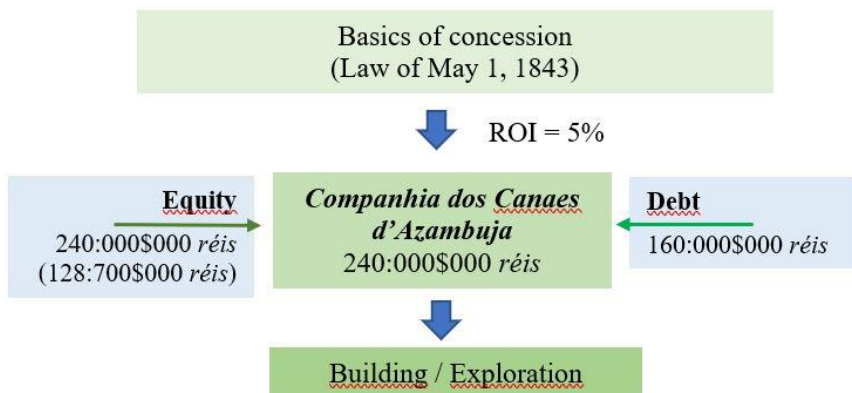 Basics of concession
(Law of May 1, 1843)
ROI = 5%
Equity
240:000$000 réis
(128:700$000 réis)
Companhia dos Canaes
d’Azambuja
240:000$000 réis
Debt
160:000$000 réis
Building / Exploration